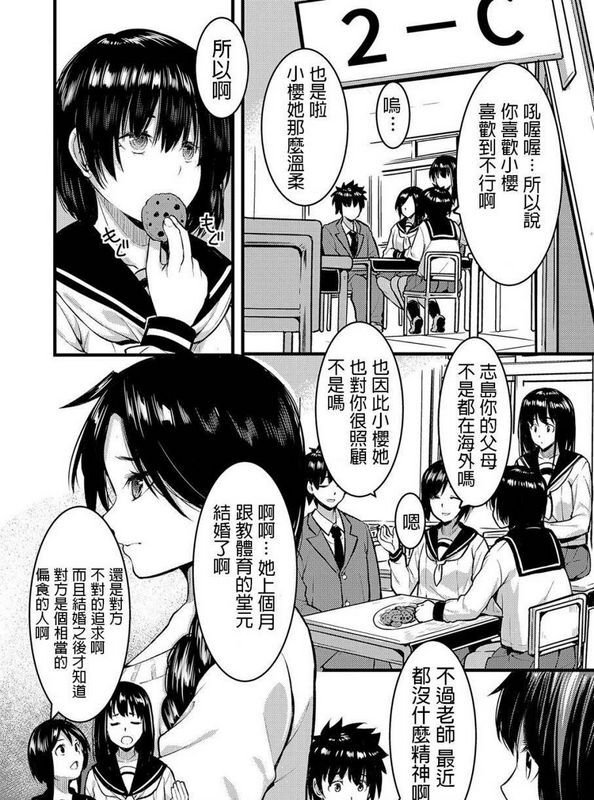 2-C
吼喔喔…所以說
你喜歡小櫻
喜歡到不行啊
嗚…
也是啦
小櫻她那麼溫柔
所以啊
もぐ
もぐ
志島你的父母
不是都在海外嗎
嗯
也因此小櫻她
也對你很照顧
不是嗎
啊啊…她上個月
跟教體育的堂元
結婚了啊
還是對方
不對的追求啊
而且結婚之後才知道
對方是個相當的
偏食的人啊
不過老師 最近
都沒什麼精神啊